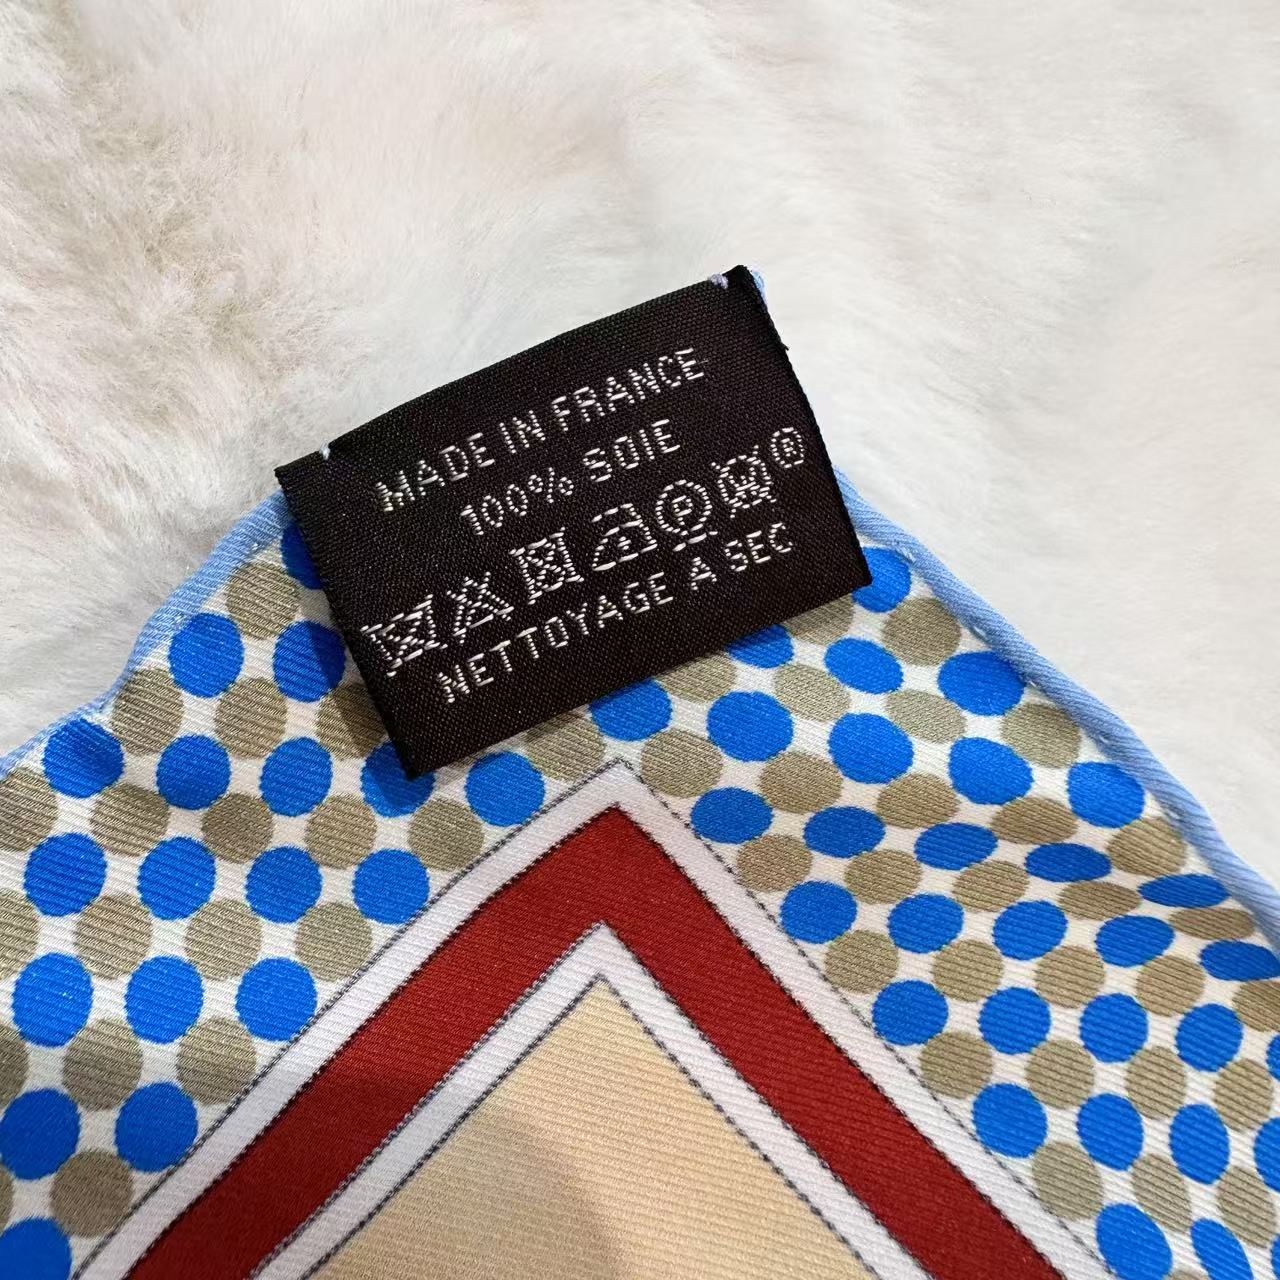 MADE IN FRANCE
100% SOIE
®
NETTOYAGE A SEC